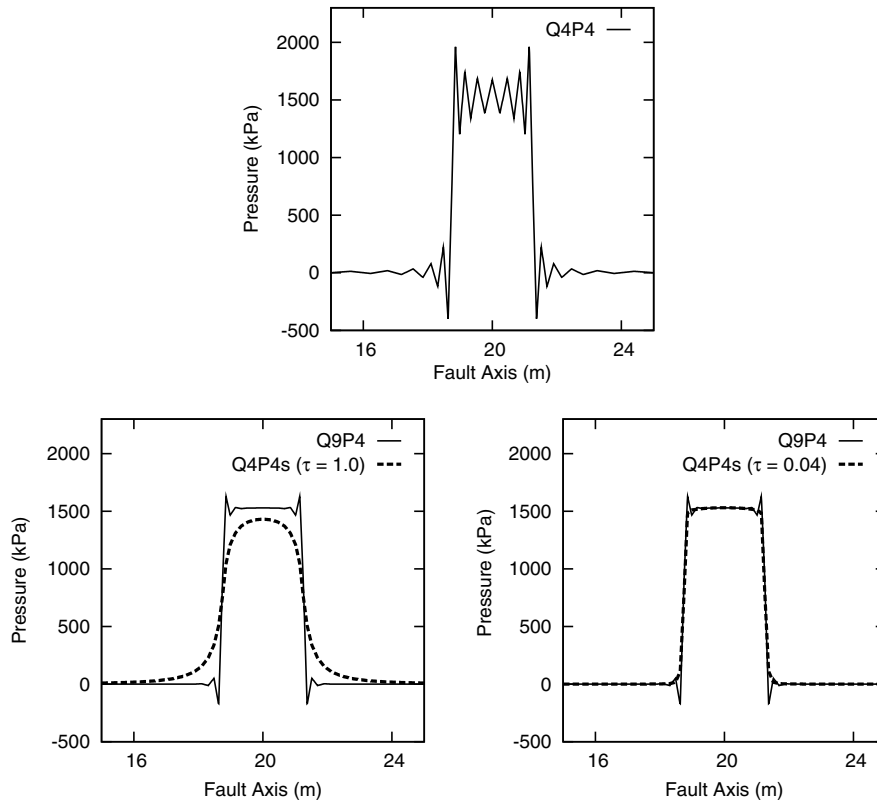 Q4P4
2000
1500
1000
500
0
-500
Pressure (kPa)
16 20 24
Fault Axis (m)
Q9P4
Q4P4s (τ = 1.0)
2000
1500
1000
500
0
-500
Pressure (kPa)
16 20 24
Fault Axis (m)
Q9P4
Q4P4s (τ = 0.04)
2000
1500
1000
500
0
-500
Pressure (kPa)
16 20 24
Fault Axis (m)